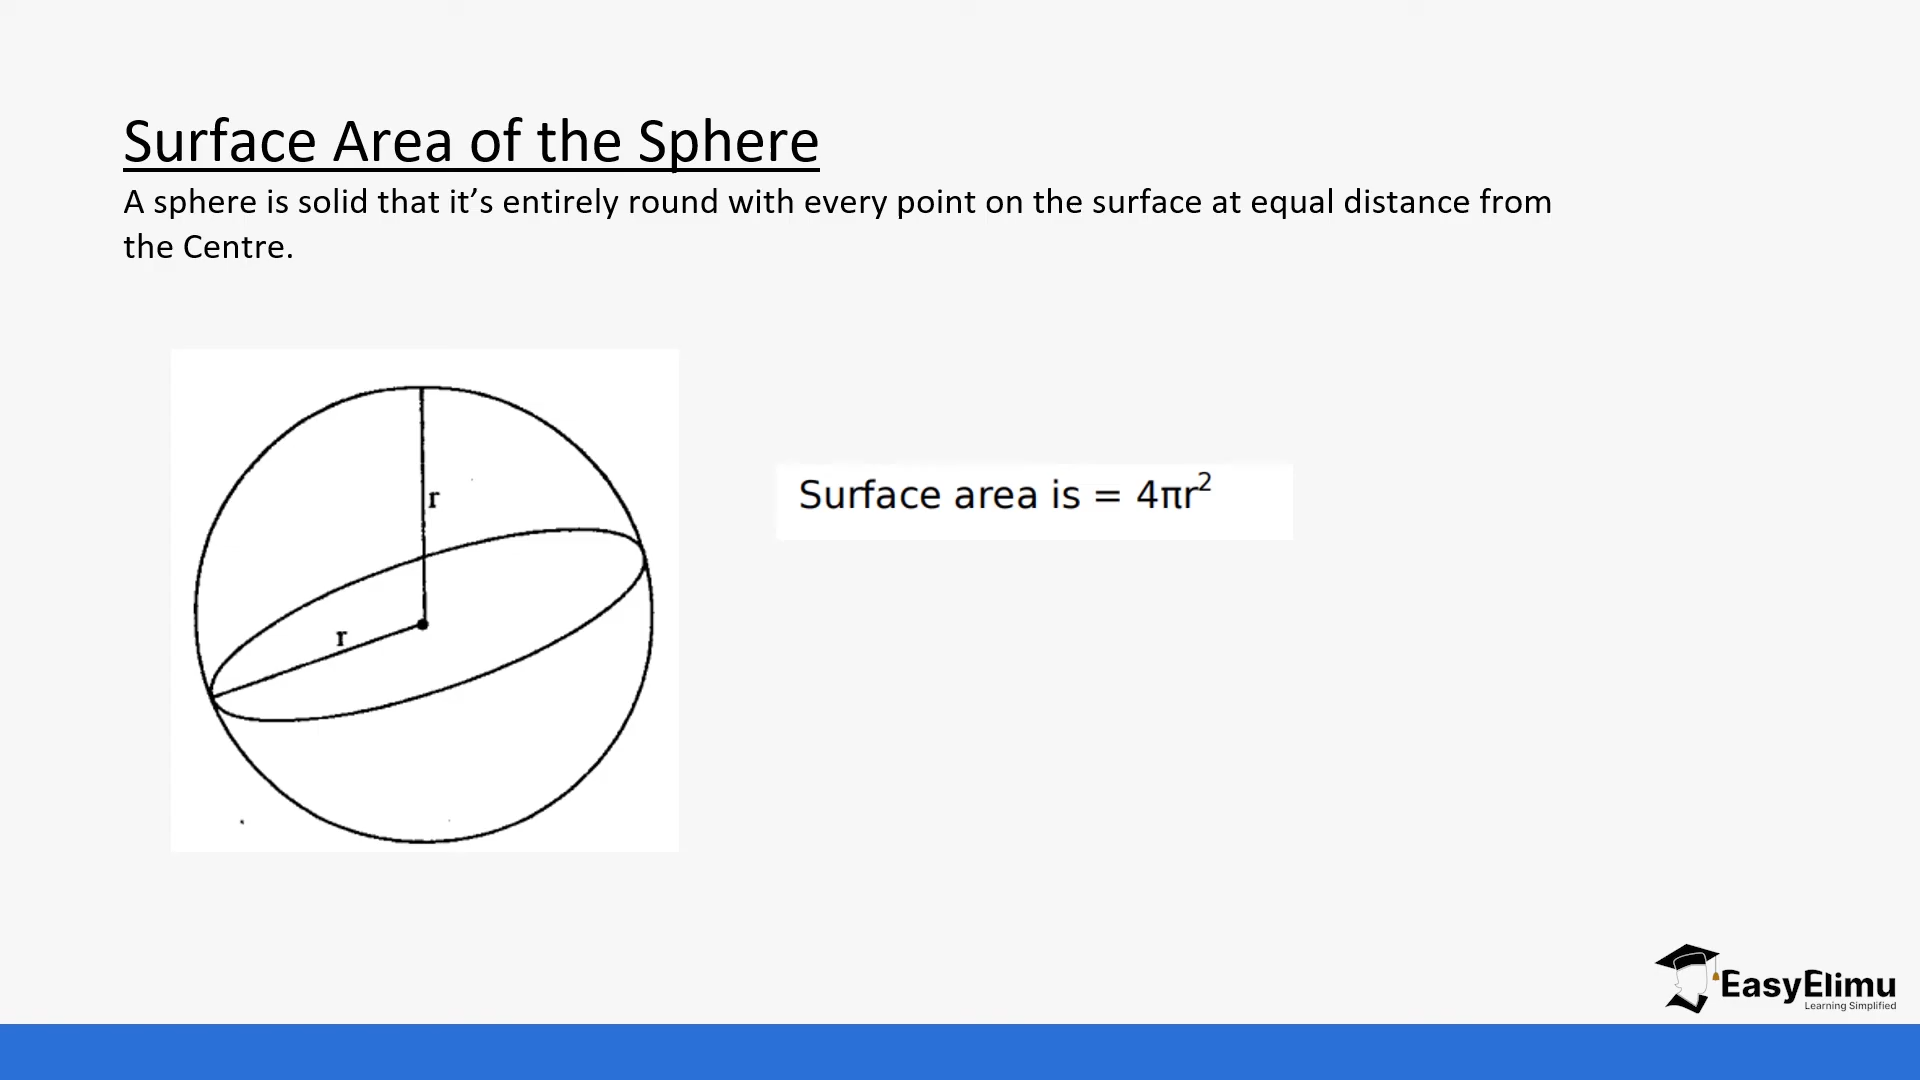 Surface Area of the Sphere
A sphere is solid that it’s entirely round with every point on the surface at equal distance from
the Centre.
r
Surface area is = 4πr²
r
EasyElimu
Learning Simplified